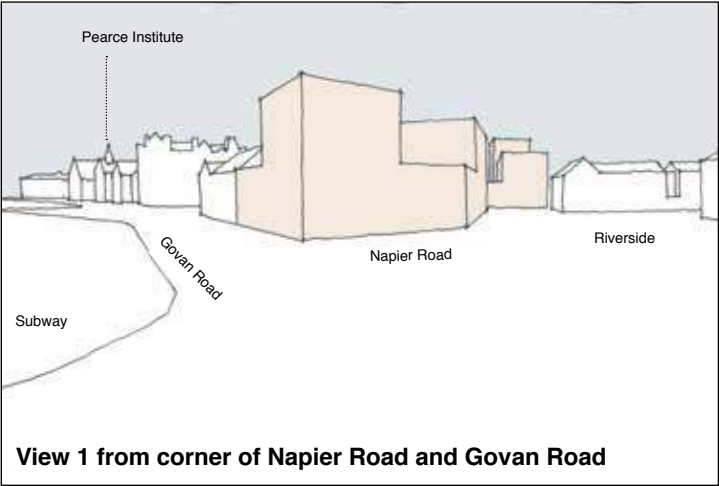 Pearce Institute
Govan Road
Napier Road
Riverside
Subway
View 1 from corner of Napier Road and Govan Road